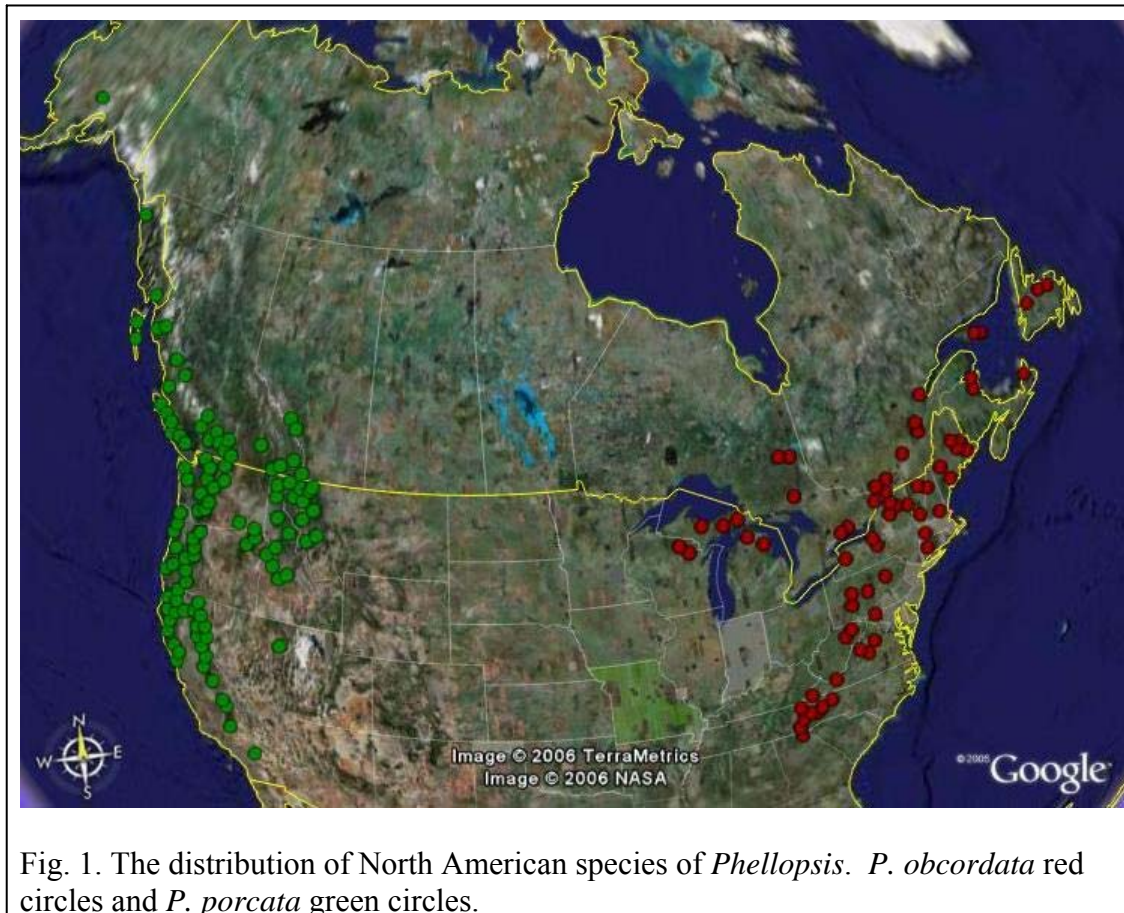 N
W E
S
Image © 2006 TerraMetrics
Image © 2006 NASA
©2005 Google
Fig. 1. The distribution of North American species of Phellopsis. P. obcordata red
circles and P. porcata green circles.